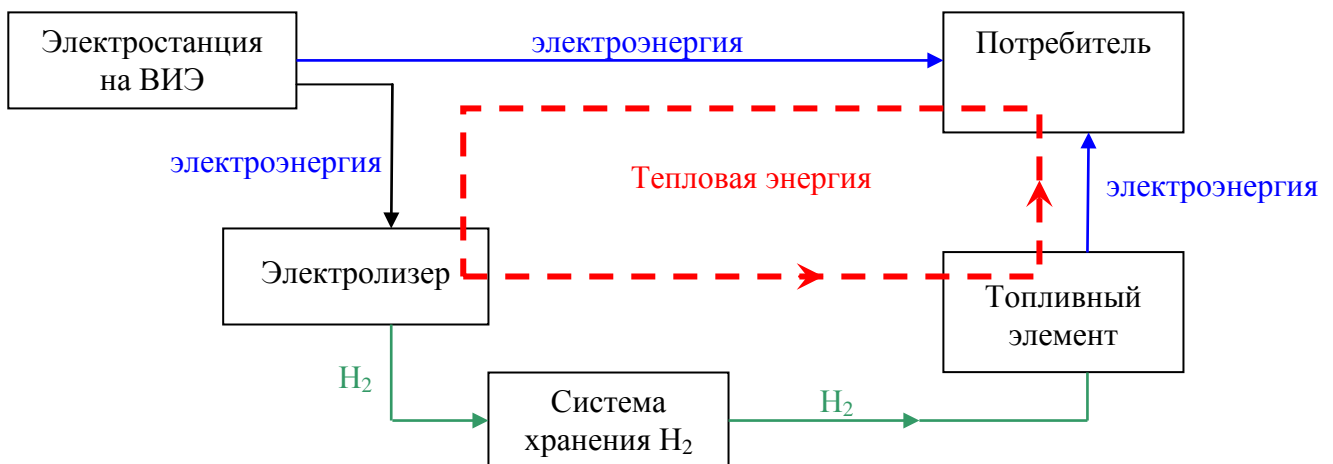 Электростанция
на ВИЭ
электроэнергия
Потребитель
электроэнергия
Тепловая энергия
электроэнергия
Электролизер
Топливный
элемент
H₂
Система
хранения H₂
H₂